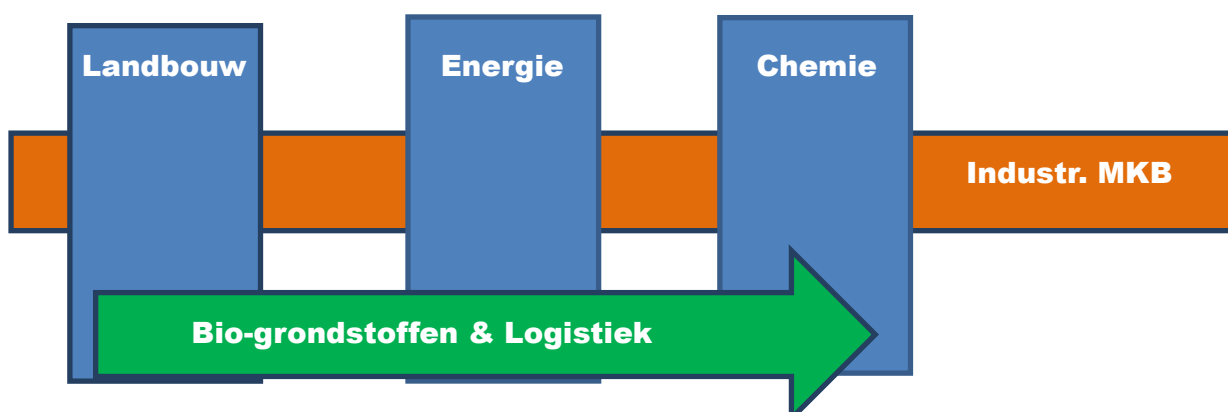 Landbouw
Energie
Chemie
Industr. MKB
Bio-grondstoffen & Logistiek